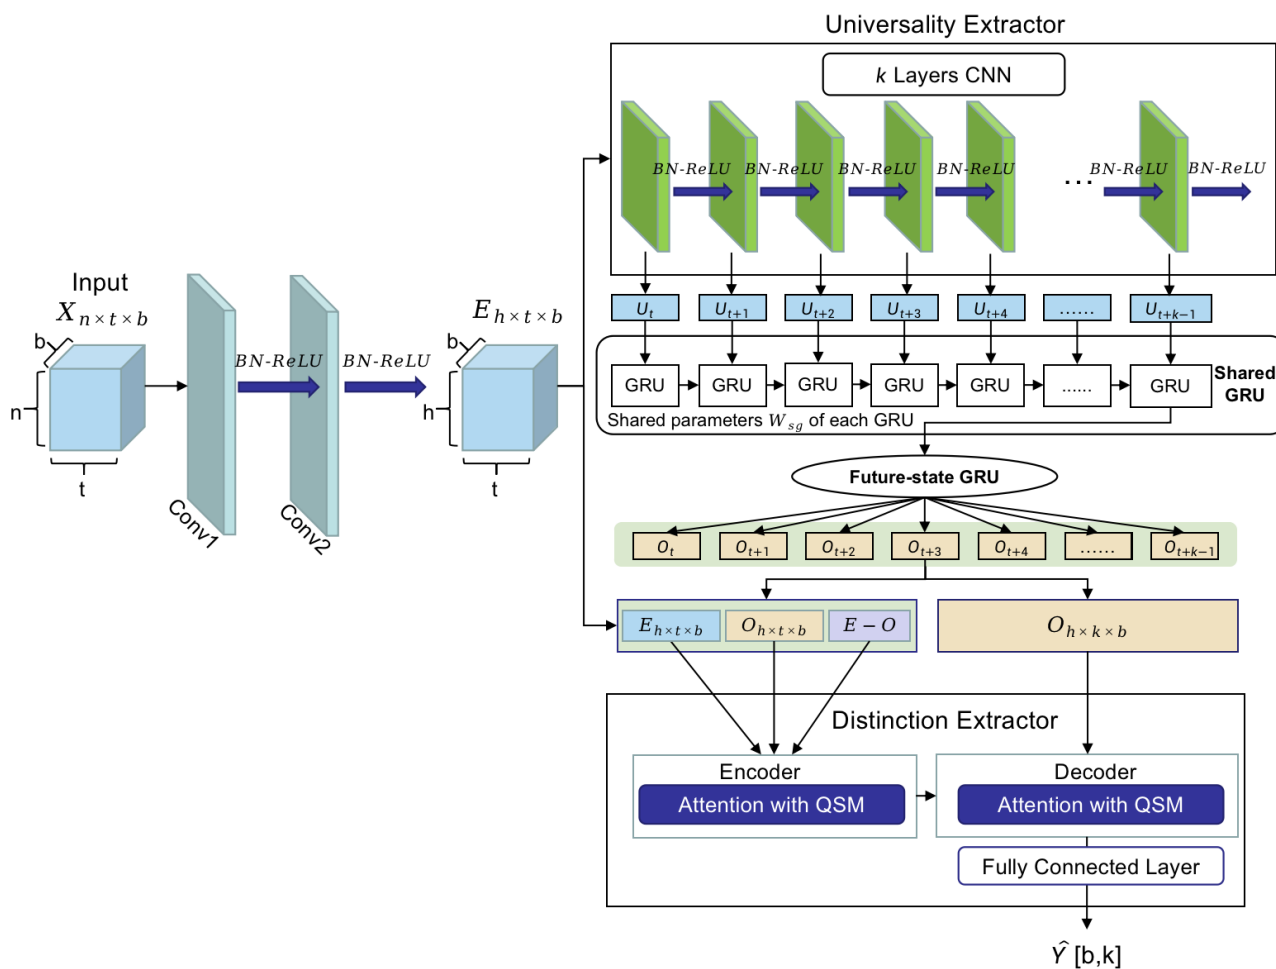 Universality Extractor
k Layers CNN
BN-ReLU BN-ReLU BN-ReLU BN-ReLU ... BN-ReLU BN-ReLU
Input
X n×t×b
b
n
t
BN-ReLU BN-ReLU
Conv1
Conv2
E h×t×b
b
h
t
U t U t+1 U t+2 U t+3 U t+4 ...... U t+k−1
GRU GRU GRU GRU GRU ...... GRU
Shared
GRU
Shared parameters W sg of each GRU
Future-state GRU
O t O t+1 O t+2 O t+3 O t+4 ...... O t+k−1
E h×t×b O h×t×b E − O
O h×k×b
Distinction Extractor
Encoder
Attention with QSM
Decoder
Attention with QSM
Fully Connected Layer
Ŷ [b,k]